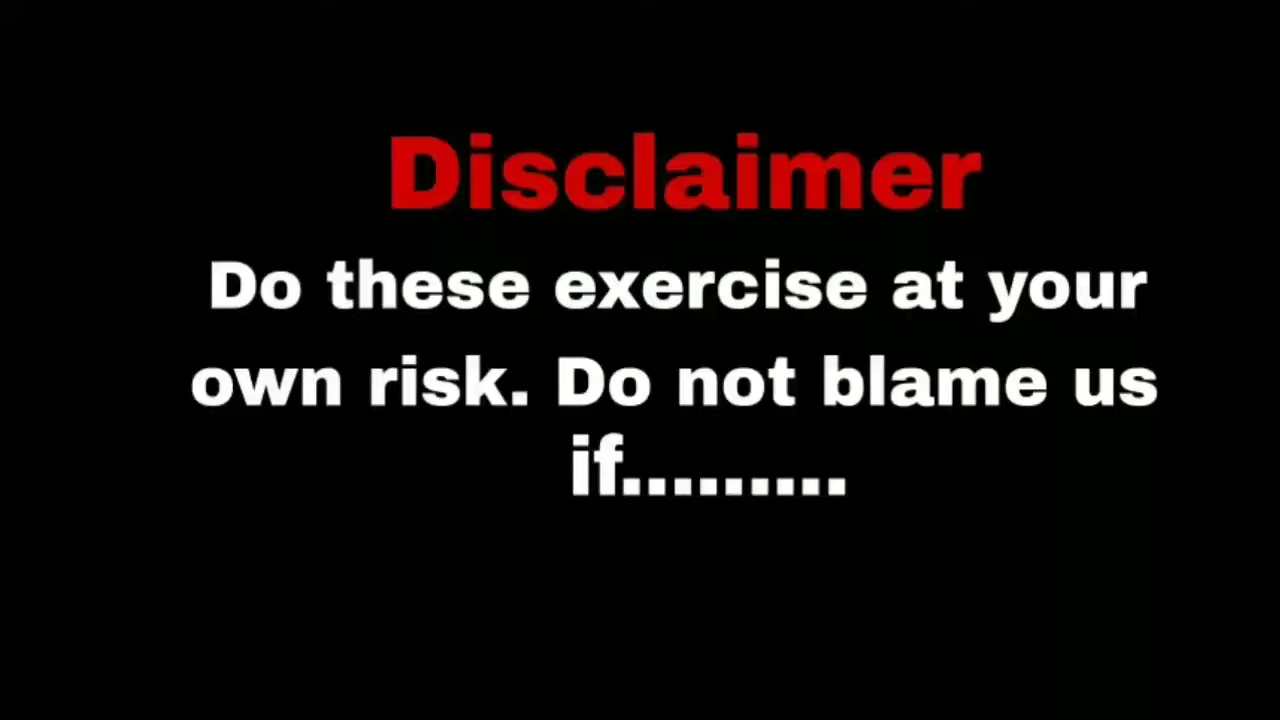 Disclaimer
Do these exercise at your
own risk. Do not blame us
if.........